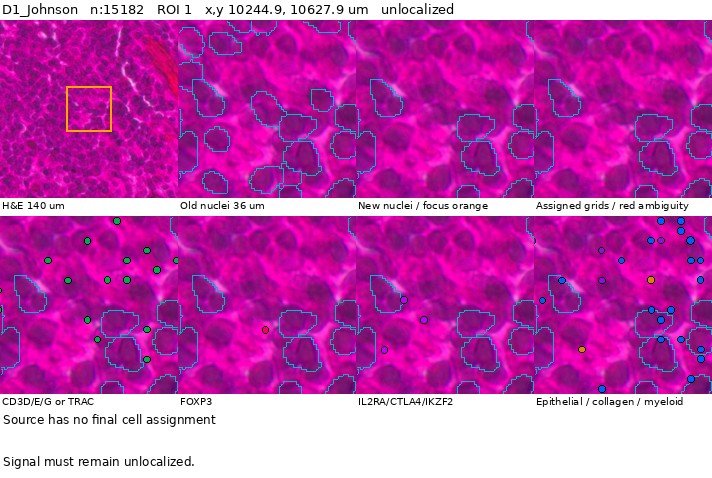 D1_Johnson   n:15182   ROI 1   x,y 10244.9, 10627.9 um   unlocalized
H&E 140 um
Old nuclei 36 um
New nuclei / focus orange
Assigned grids / red ambiguity
CD3D/E/G or TRAC
FOXP3
IL2RA/CTLA4/IKZF2
Epithelial / collagen / myeloid
Source has no final cell assignment
Signal must remain unlocalized.